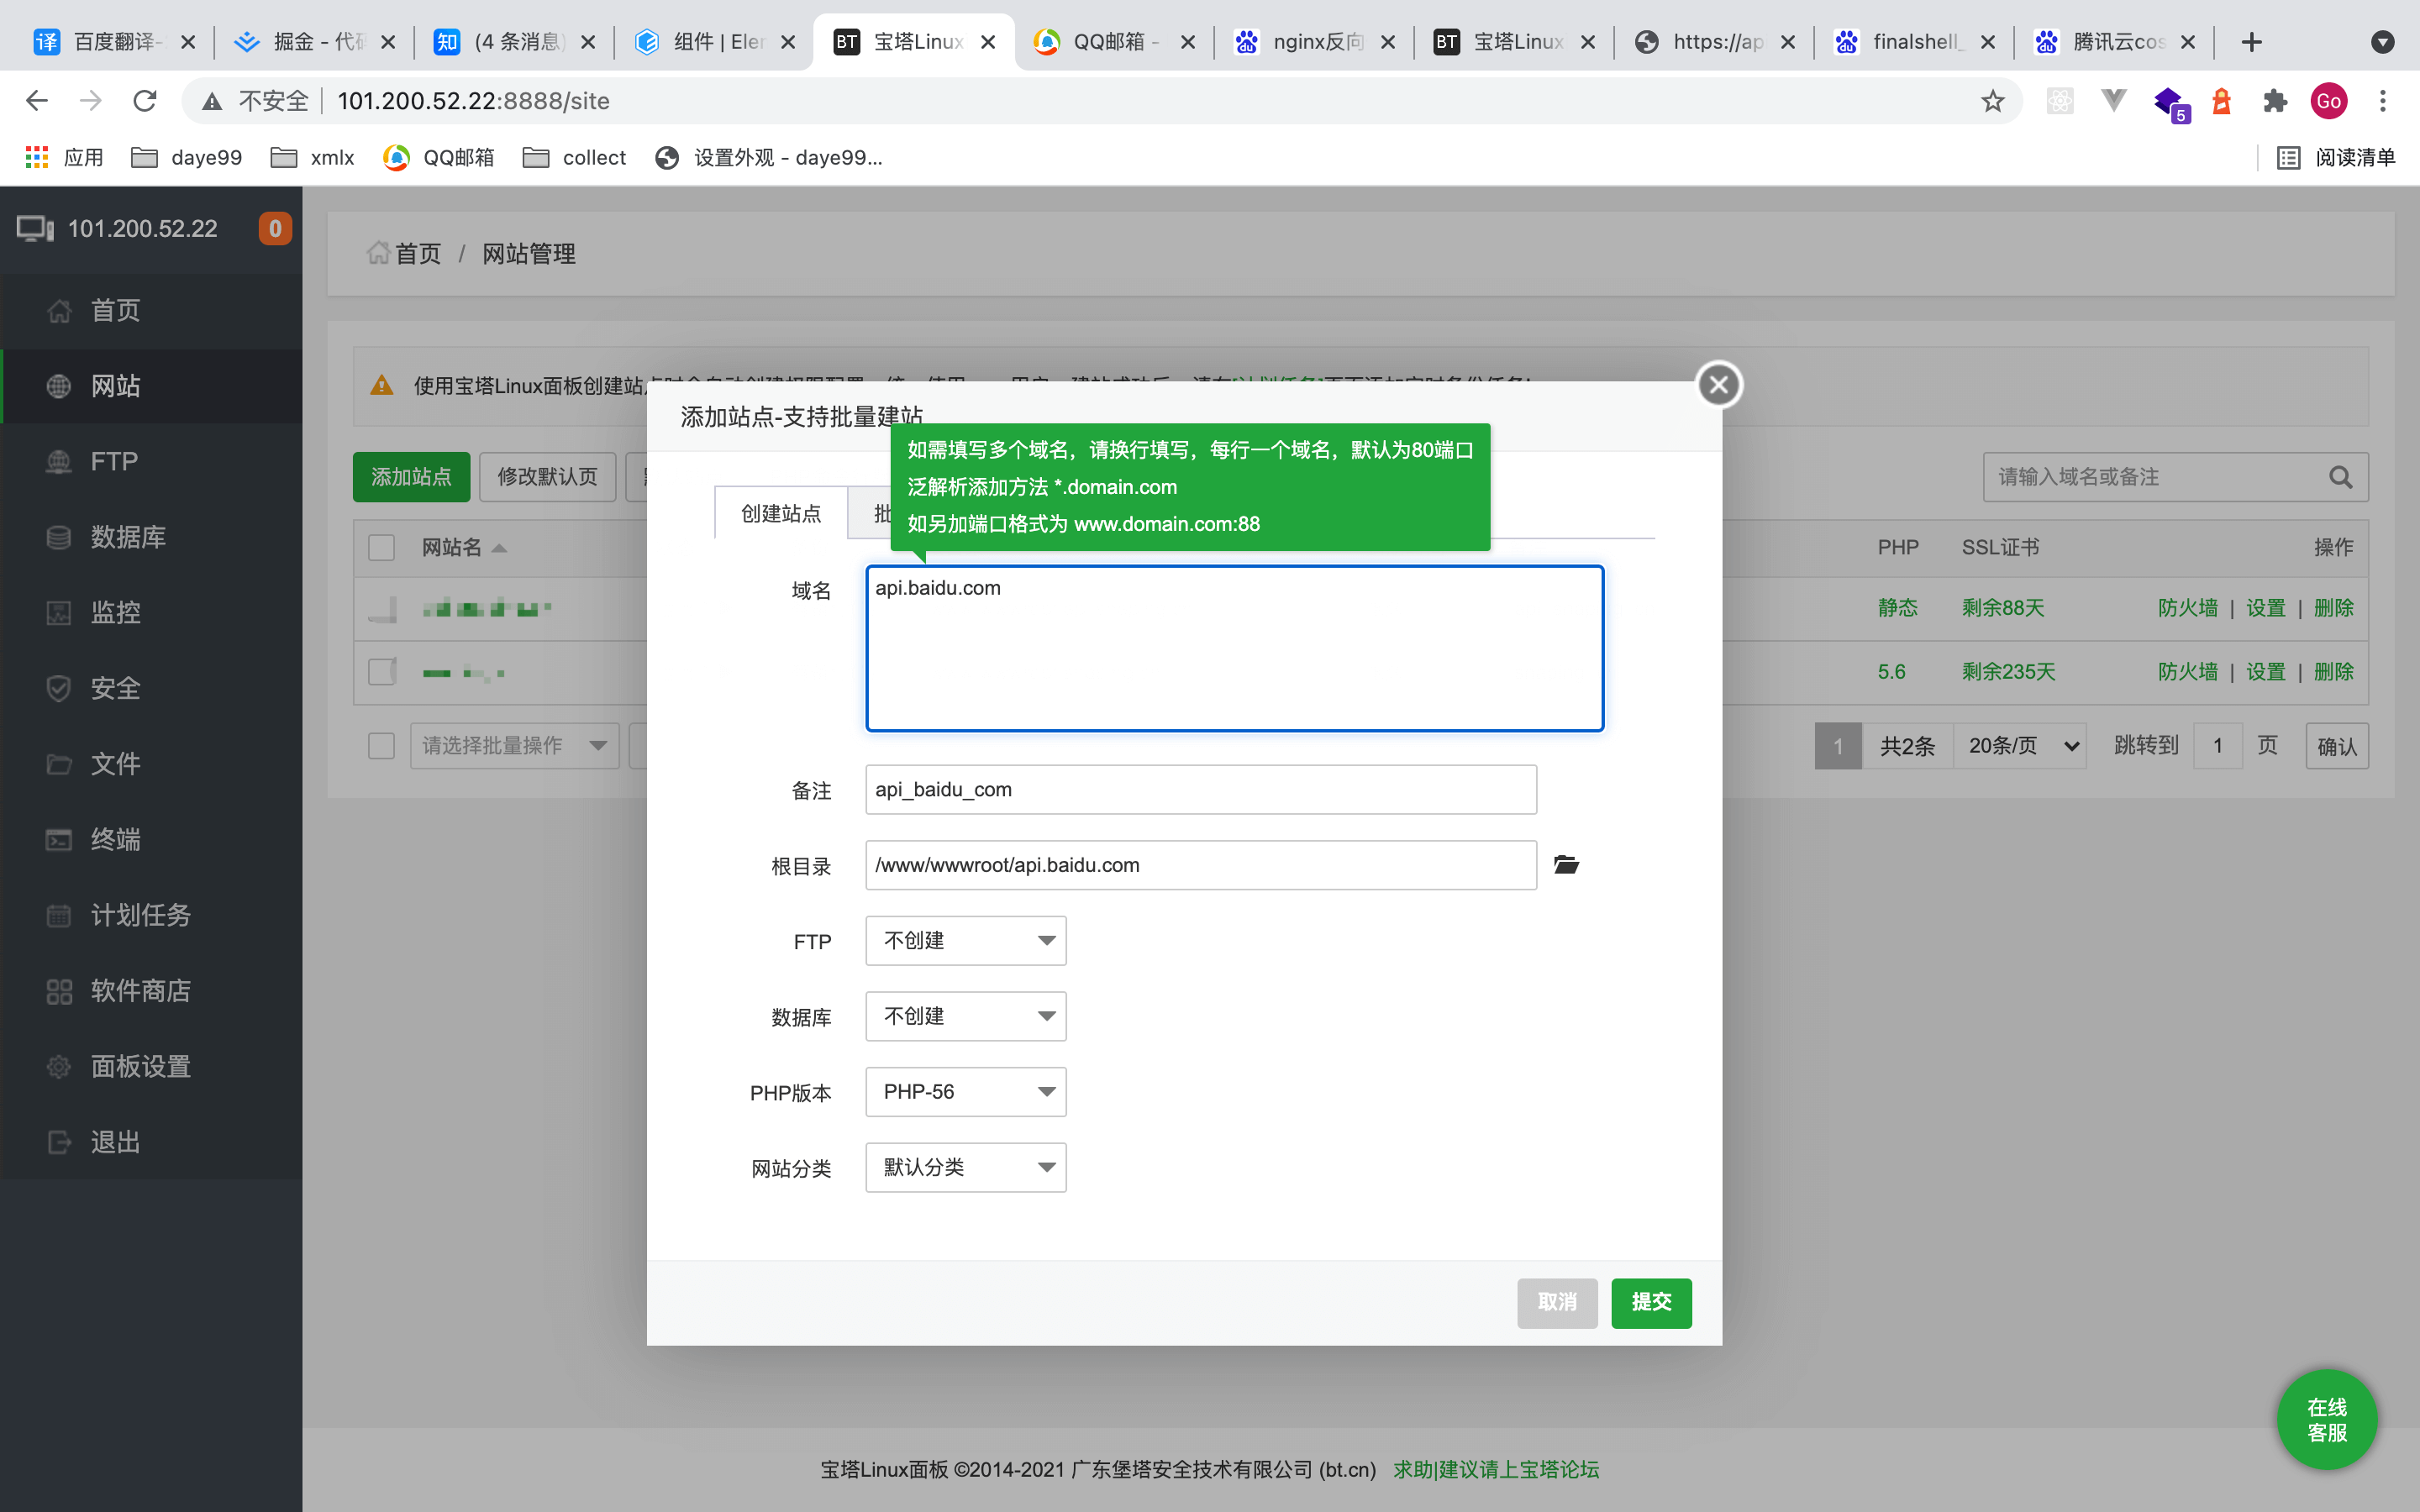 译 百度翻译-
掘金 - 代码
知 (4 条消息)
组件 | Eler
BT 宝塔Linux
QQ邮箱 -
du nginx反向
BT 宝塔Linux
https://ap
du finalshell_
du 腾讯云cos
不安全 101.200.52.22:8888/site
5
Go
应用
daye99
xmlx
QQ邮箱
collect
设置外观 - daye99...
阅读清单
101.200.52.22 0
首页
网站
FTP
数据库
监控
安全
文件
终端
计划任务
软件商店
面板设置
退出
首页 / 网站管理
使用宝塔Linux面板创建站点
添加站点 修改默认页
请输入域名或备注
网站名
PHP SSL证书 操作
静态 剩余88天 防火墙 | 设置 | 删除
5.6 剩余235天 防火墙 | 设置 | 删除
请选择批量操作
1 共2条 20条/页 跳转到 1 页 确认
添加站点-支持批量建站
如需填写多个域名，请换行填写，每行一个域名，默认为80端口
泛解析添加方法 *.domain.com
如另加端口格式为 www.domain.com:88
创建站点 批
域名 api.baidu.com
备注 api_baidu_com
根目录 /www/wwwroot/api.baidu.com
FTP 不创建
数据库 不创建
PHP版本 PHP-56
网站分类 默认分类
取消 提交
在线
客服
宝塔Linux面板 ©2014-2021 广东堡塔安全技术有限公司 (bt.cn) 求助|建议请上宝塔论坛